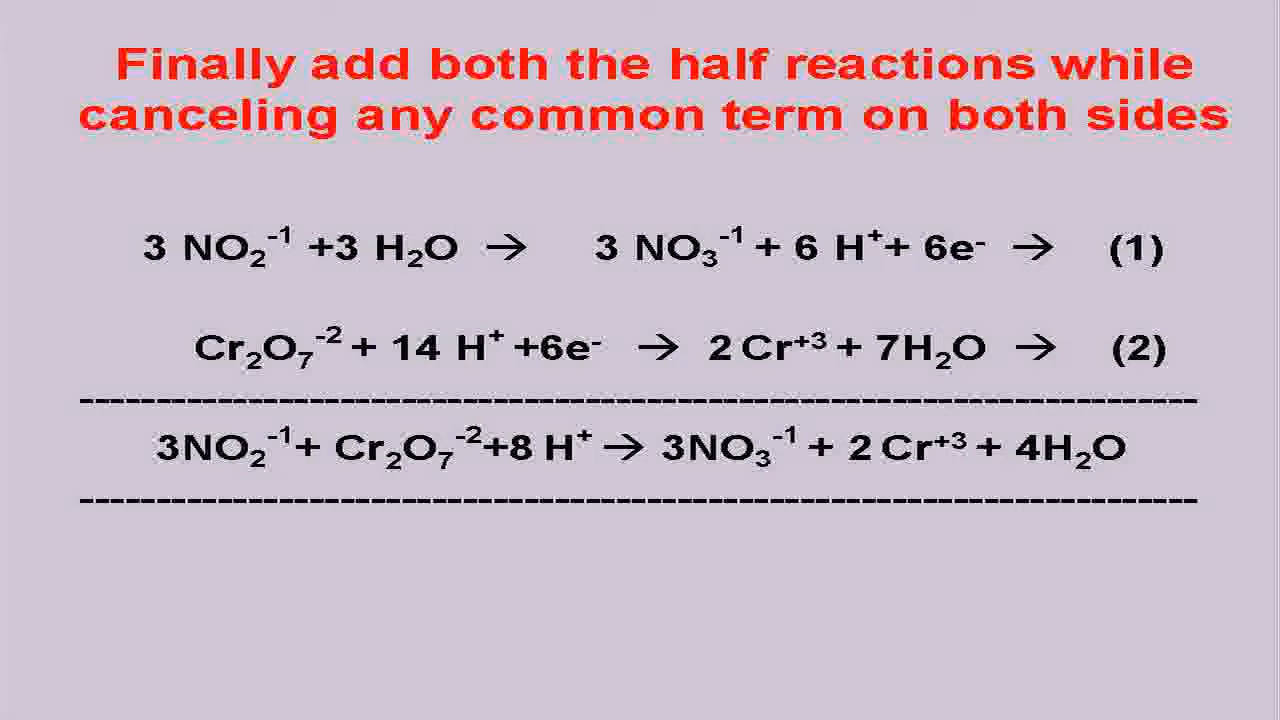 Finally add both the half reactions while
canceling any common term on both sides
3 NO₂⁻¹ +3 H₂O → 3 NO₃⁻¹ + 6 H⁺+ 6e⁻ → (1)
Cr₂O₇⁻² + 14 H⁺ +6e⁻ → 2 Cr⁺³ + 7H₂O → (2)
--------------------------------------------------------------------------
3NO₂⁻¹+ Cr₂O₇⁻²+8 H⁺ → 3NO₃⁻¹ + 2 Cr⁺³ + 4H₂O
--------------------------------------------------------------------------